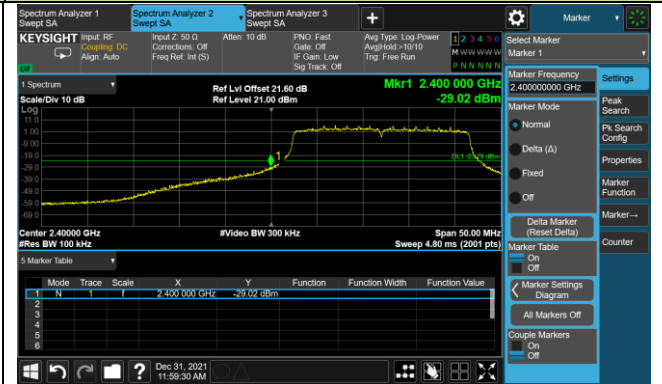 Spectrum Analyzer 1
Swept SA
Spectrum Analyzer 2
Swept SA
Spectrum Analyzer 3
Swept SA
+
Marker
KEYSIGHT
Input: RF
Coupling: DC
Align: Auto
Input Z: 50 Ω
Corrections: Off
Freq Ref: Int (S)
Atten: 10 dB
PNO: Fast
Gate: Off
IF Gain: Low
Sig Track: Off
Avg Type: Log-Power
Avg|Hold:>10/10
Trig: Free Run
1 2 3 4 5 6
M W W W W W
P N N N N N
Select Marker
Marker 1
1 Spectrum
Scale/Div 10 dB
Log
Ref Lvl Offset 21.60 dB
Ref Level 21.00 dBm
Mkr1 2.400 000 GHz
-29.02 dBm
11.0
1.00
-9.00
-19.0
-29.0
-39.0
-49.0
-59.0
-69.0
1
Center 2.40000 GHz
#Res BW 100 kHz
#Video BW 300 kHz
Span 50.00 MHz
Sweep 4.80 ms (2001 pts)
5 Marker Table
Mode Trace Scale X Y Function Function Width Function Value
1 N 1 f 2.400 000 GHz -29.02 dBm
2
3
4
5
6
Marker Frequency
2.400000000 GHz
Marker Mode
Normal
Delta (Δ)
Fixed
Off
Delta Marker
(Reset Delta)
Marker Table
On
Off
Marker Settings
Diagram
All Markers Off
Couple Markers
On
Off
Settings
Peak
Search
Pk Search
Config
Properties
Marker
Function
Marker→
Counter
?
Dec 31, 2021
11:59:30 AM